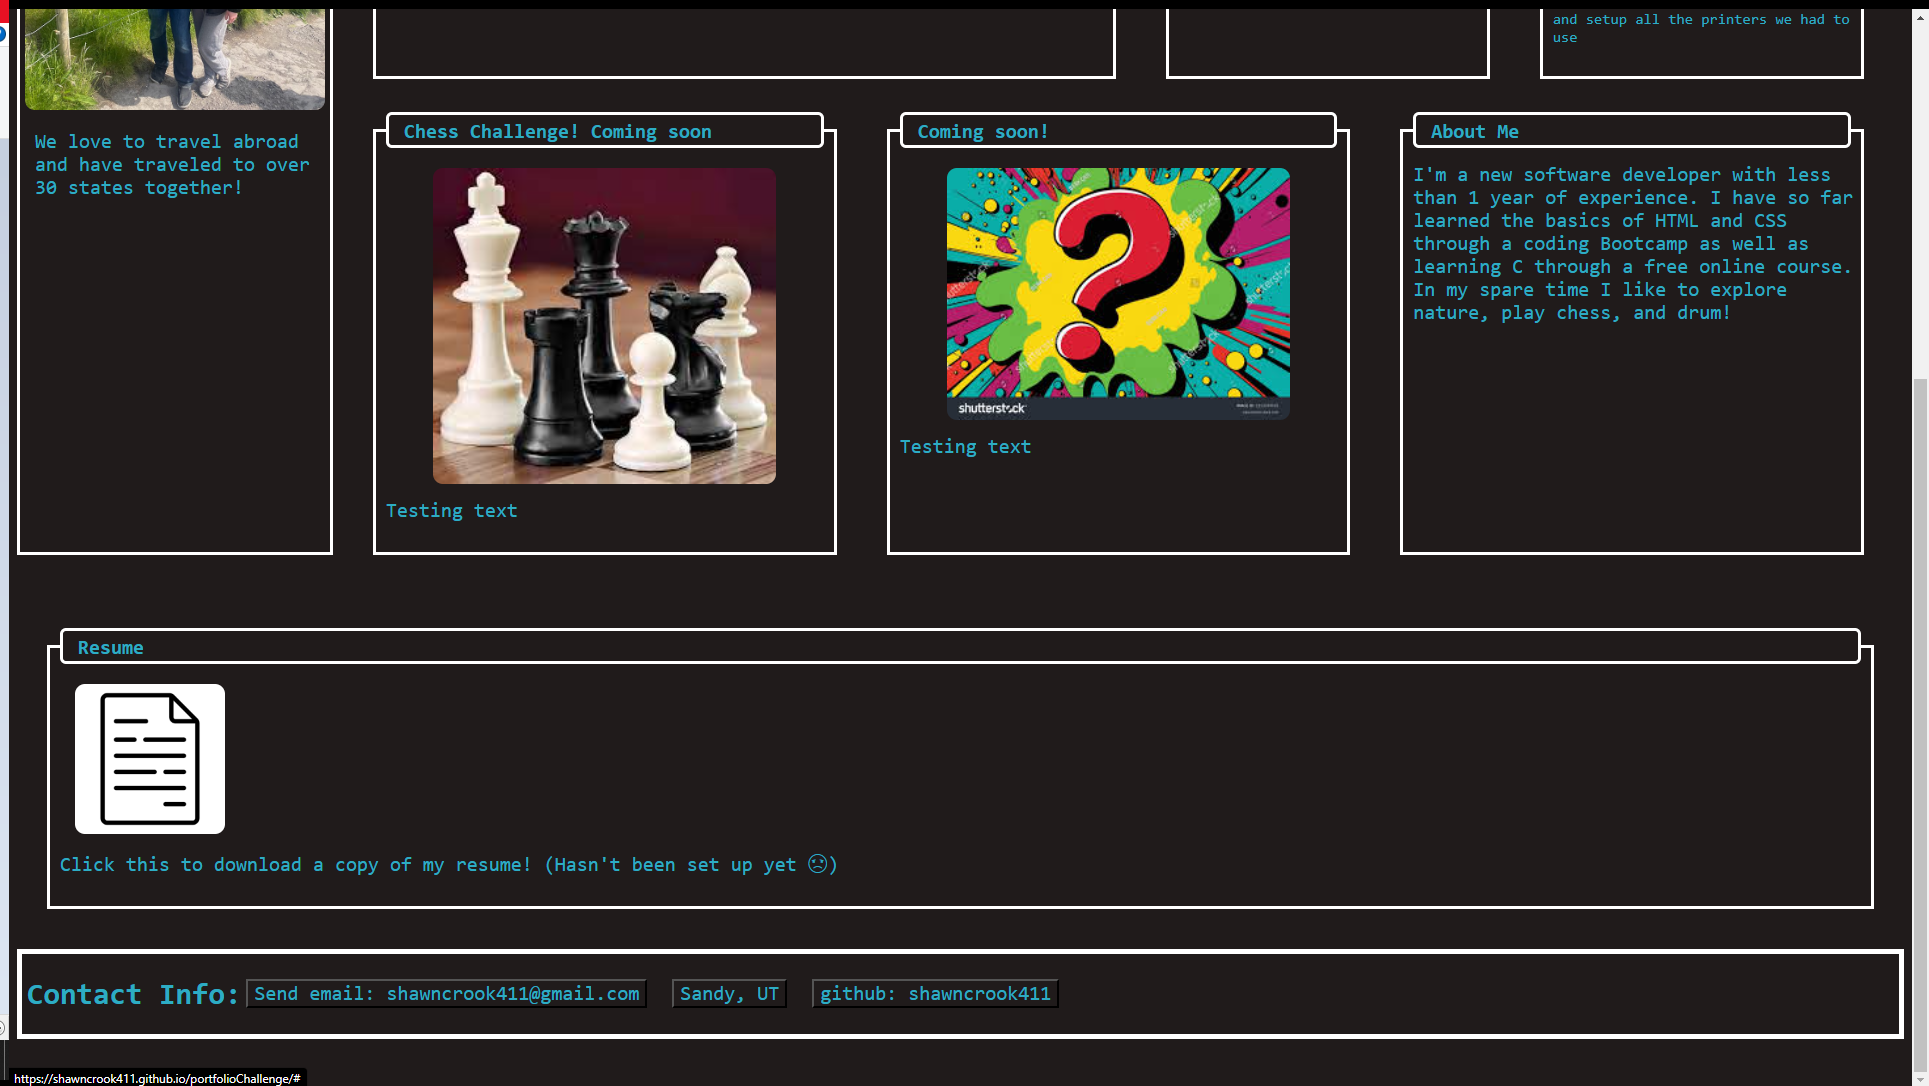 and setup all the printers we had to
use
We love to travel abroad
and have traveled to over
30 states together!
Chess Challenge! Coming soon
Testing text
Coming soon!
shutterstock
Testing text
About Me
I'm a new software developer with less
than 1 year of experience. I have so far
learned the basics of HTML and CSS
through a coding Bootcamp as well as
learning C through a free online course.
In my spare time I like to explore
nature, play chess, and drum!
Resume
Click this to download a copy of my resume! (Hasn't been set up yet ☹)
Contact Info: Send email: shawncrook411@gmail.com Sandy, UT github: shawncrook411
https://shawncrook411.github.io/portfolioChallenge/#